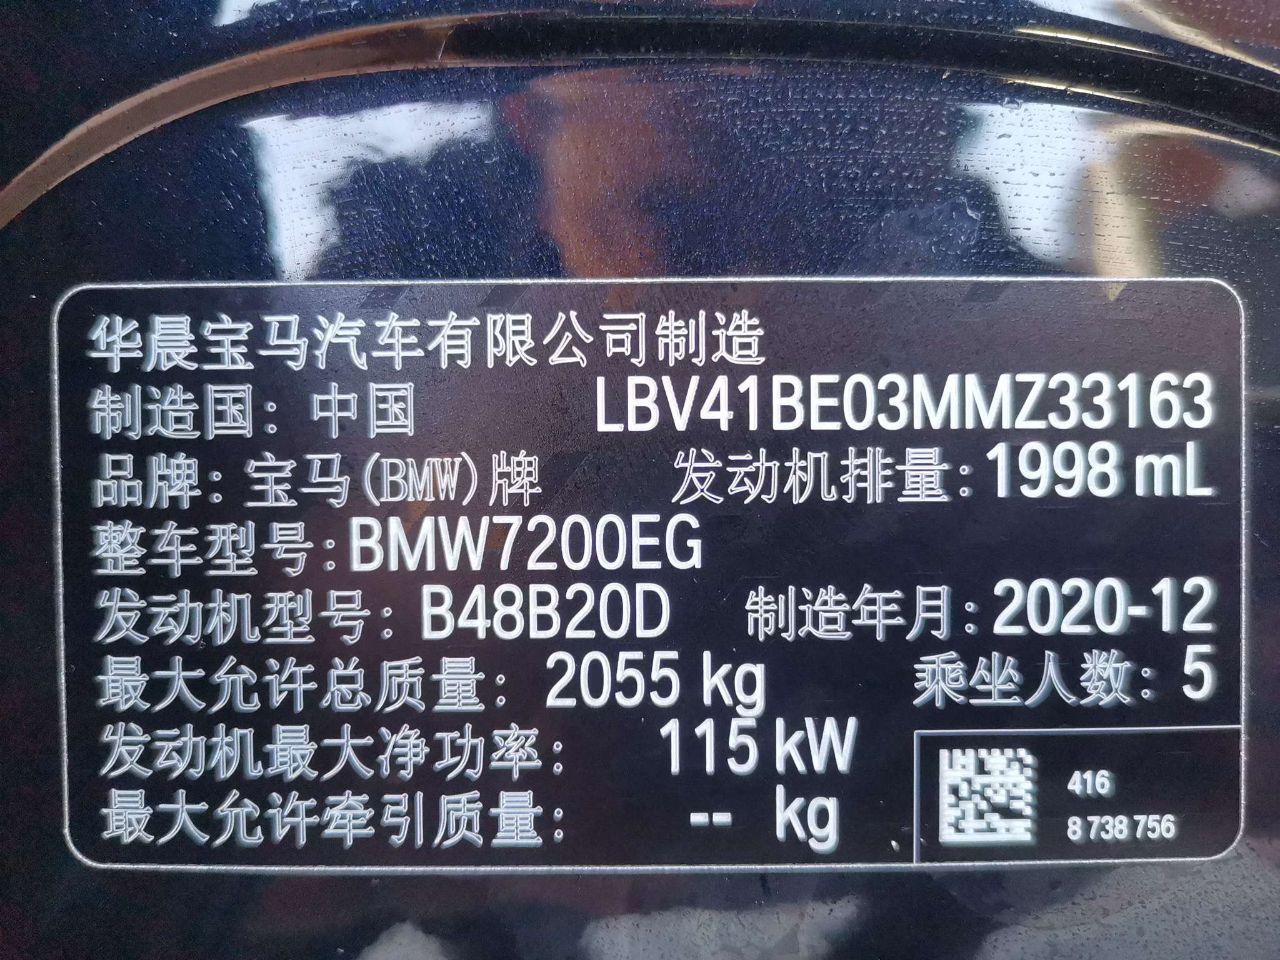 华晨宝马汽车有限公司制造
制造国：中国 LBV41BE03MMZ33163
品牌：宝马(BMW)牌 发动机排量：1998 mL
整车型号：BMW7200EG
发动机型号：B48B20D 制造年月：2020-12
最大允许总质量：2055 kg 乘坐人数：5
发动机最大净功率：115 kW
最大允许牵引质量：-- kg
416
8 738 756